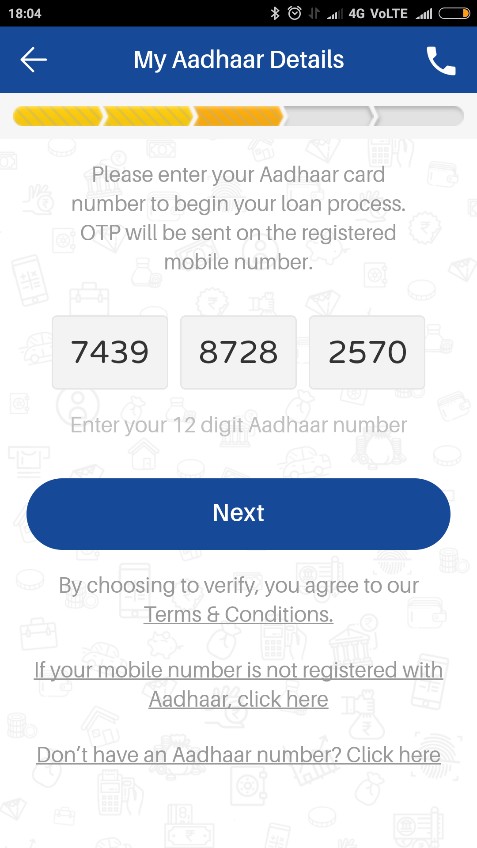 18:04
4G VoLTE
My Aadhaar Details
Please enter your Aadhaar card
number to begin your loan process.
OTP will be sent on the registered
mobile number.
7439 8728 2570
Enter your 12 digit Aadhaar number
Next
By choosing to verify, you agree to our
Terms & Conditions.
If your mobile number is not registered with
Aadhaar, click here
Don't have an Aadhaar number? Click here